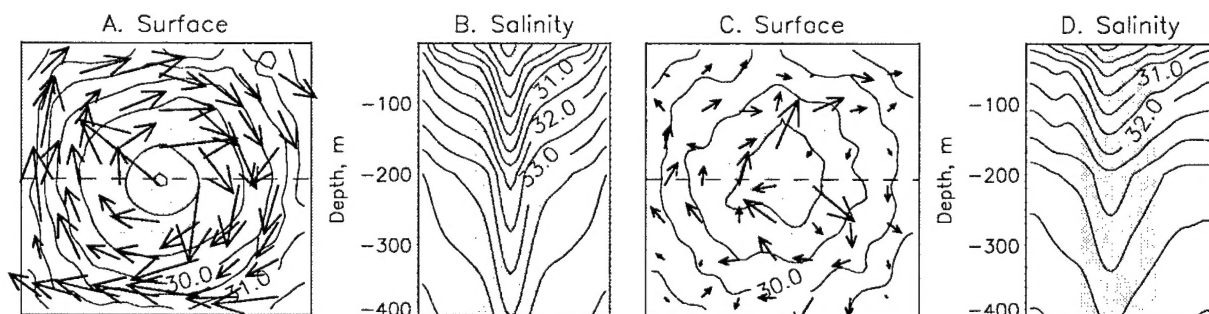 A. Surface
B. Salinity
C. Surface
D. Salinity
30.0
31.0
Depth, m
-100
-200
-300
-400
31.0
32.0
33.0
30.0
Depth, m
-100
-200
-300
-400
31.0
32.0